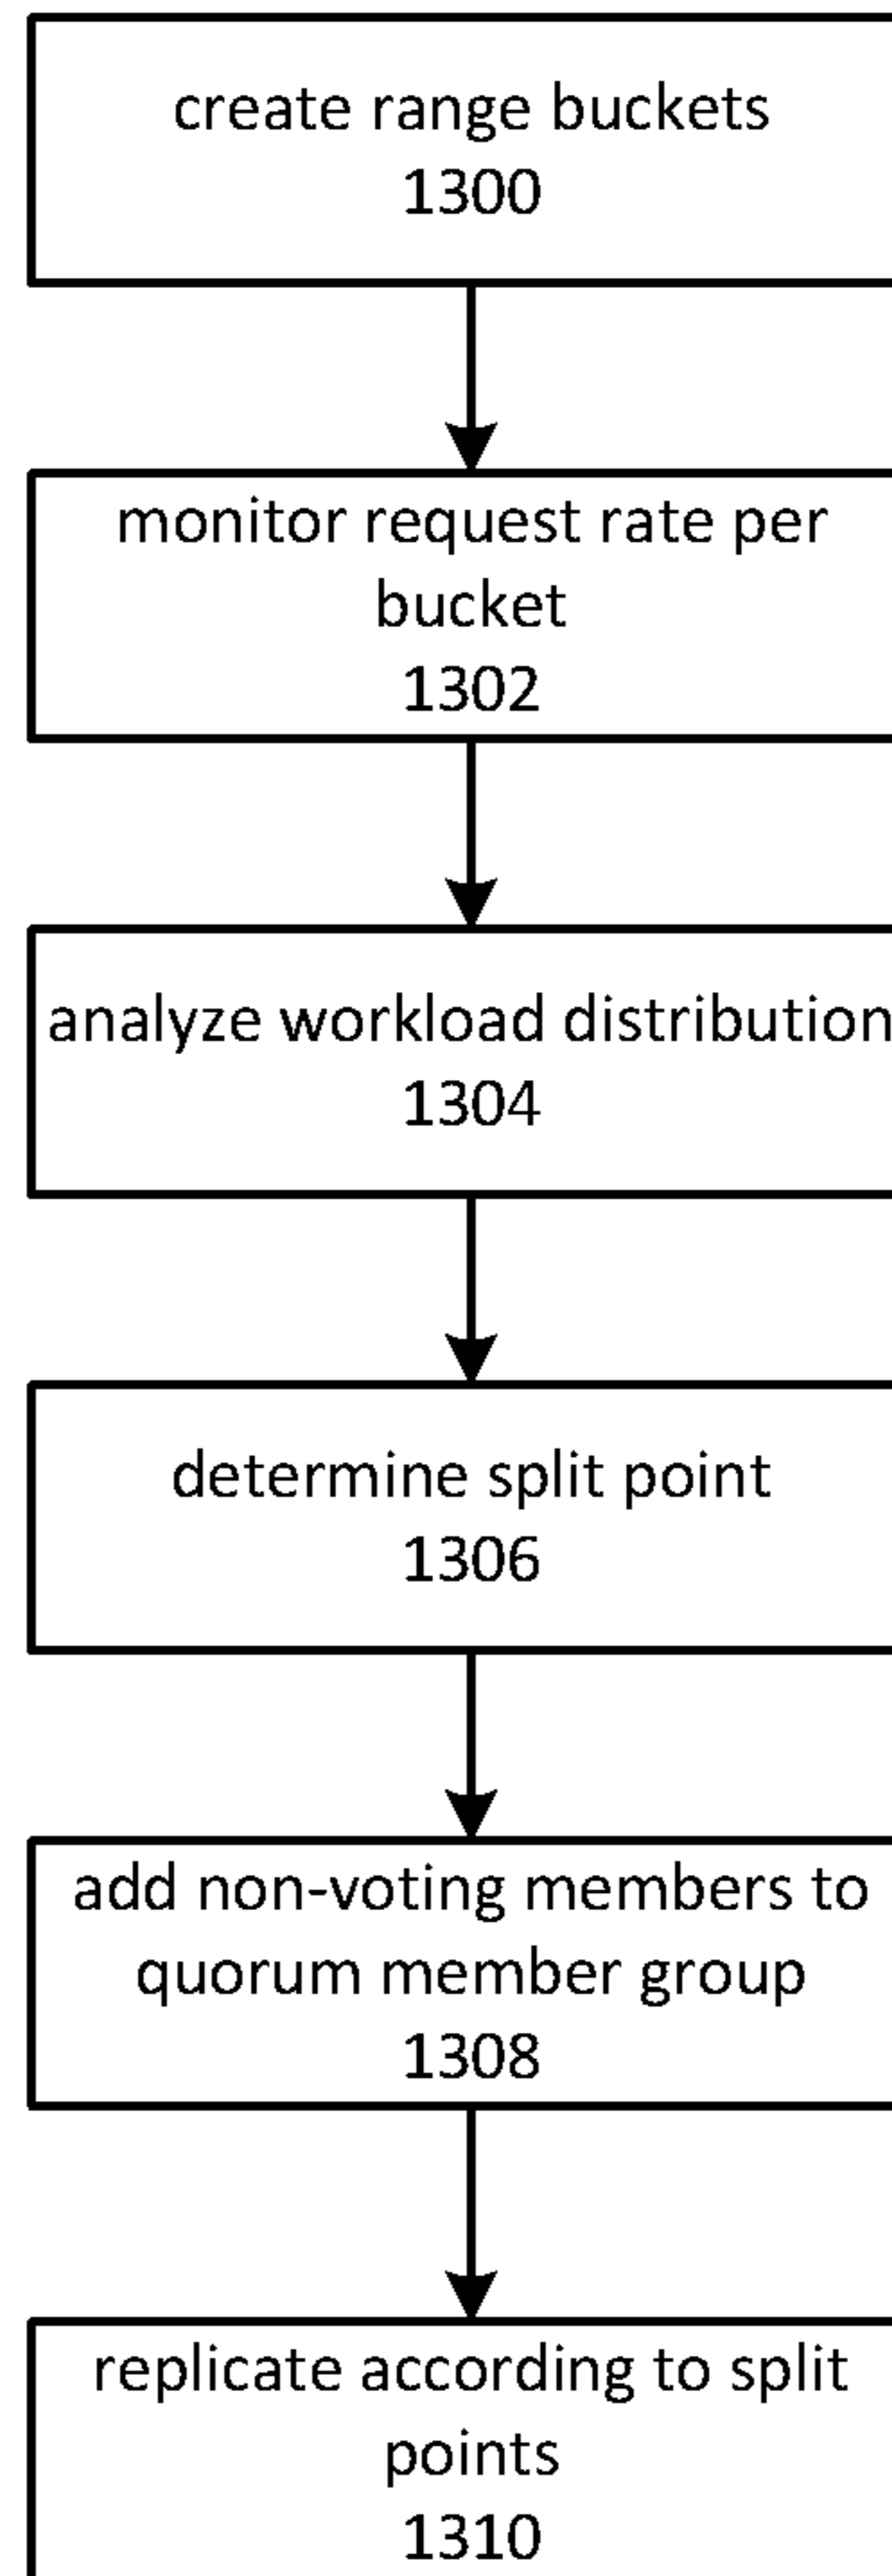 create range buckets
1300
monitor request rate per
bucket
1302
analyze workload distribution
1304
determine split point
1306
add non-voting members to
quorum member group
1308
replicate according to split
points
1310